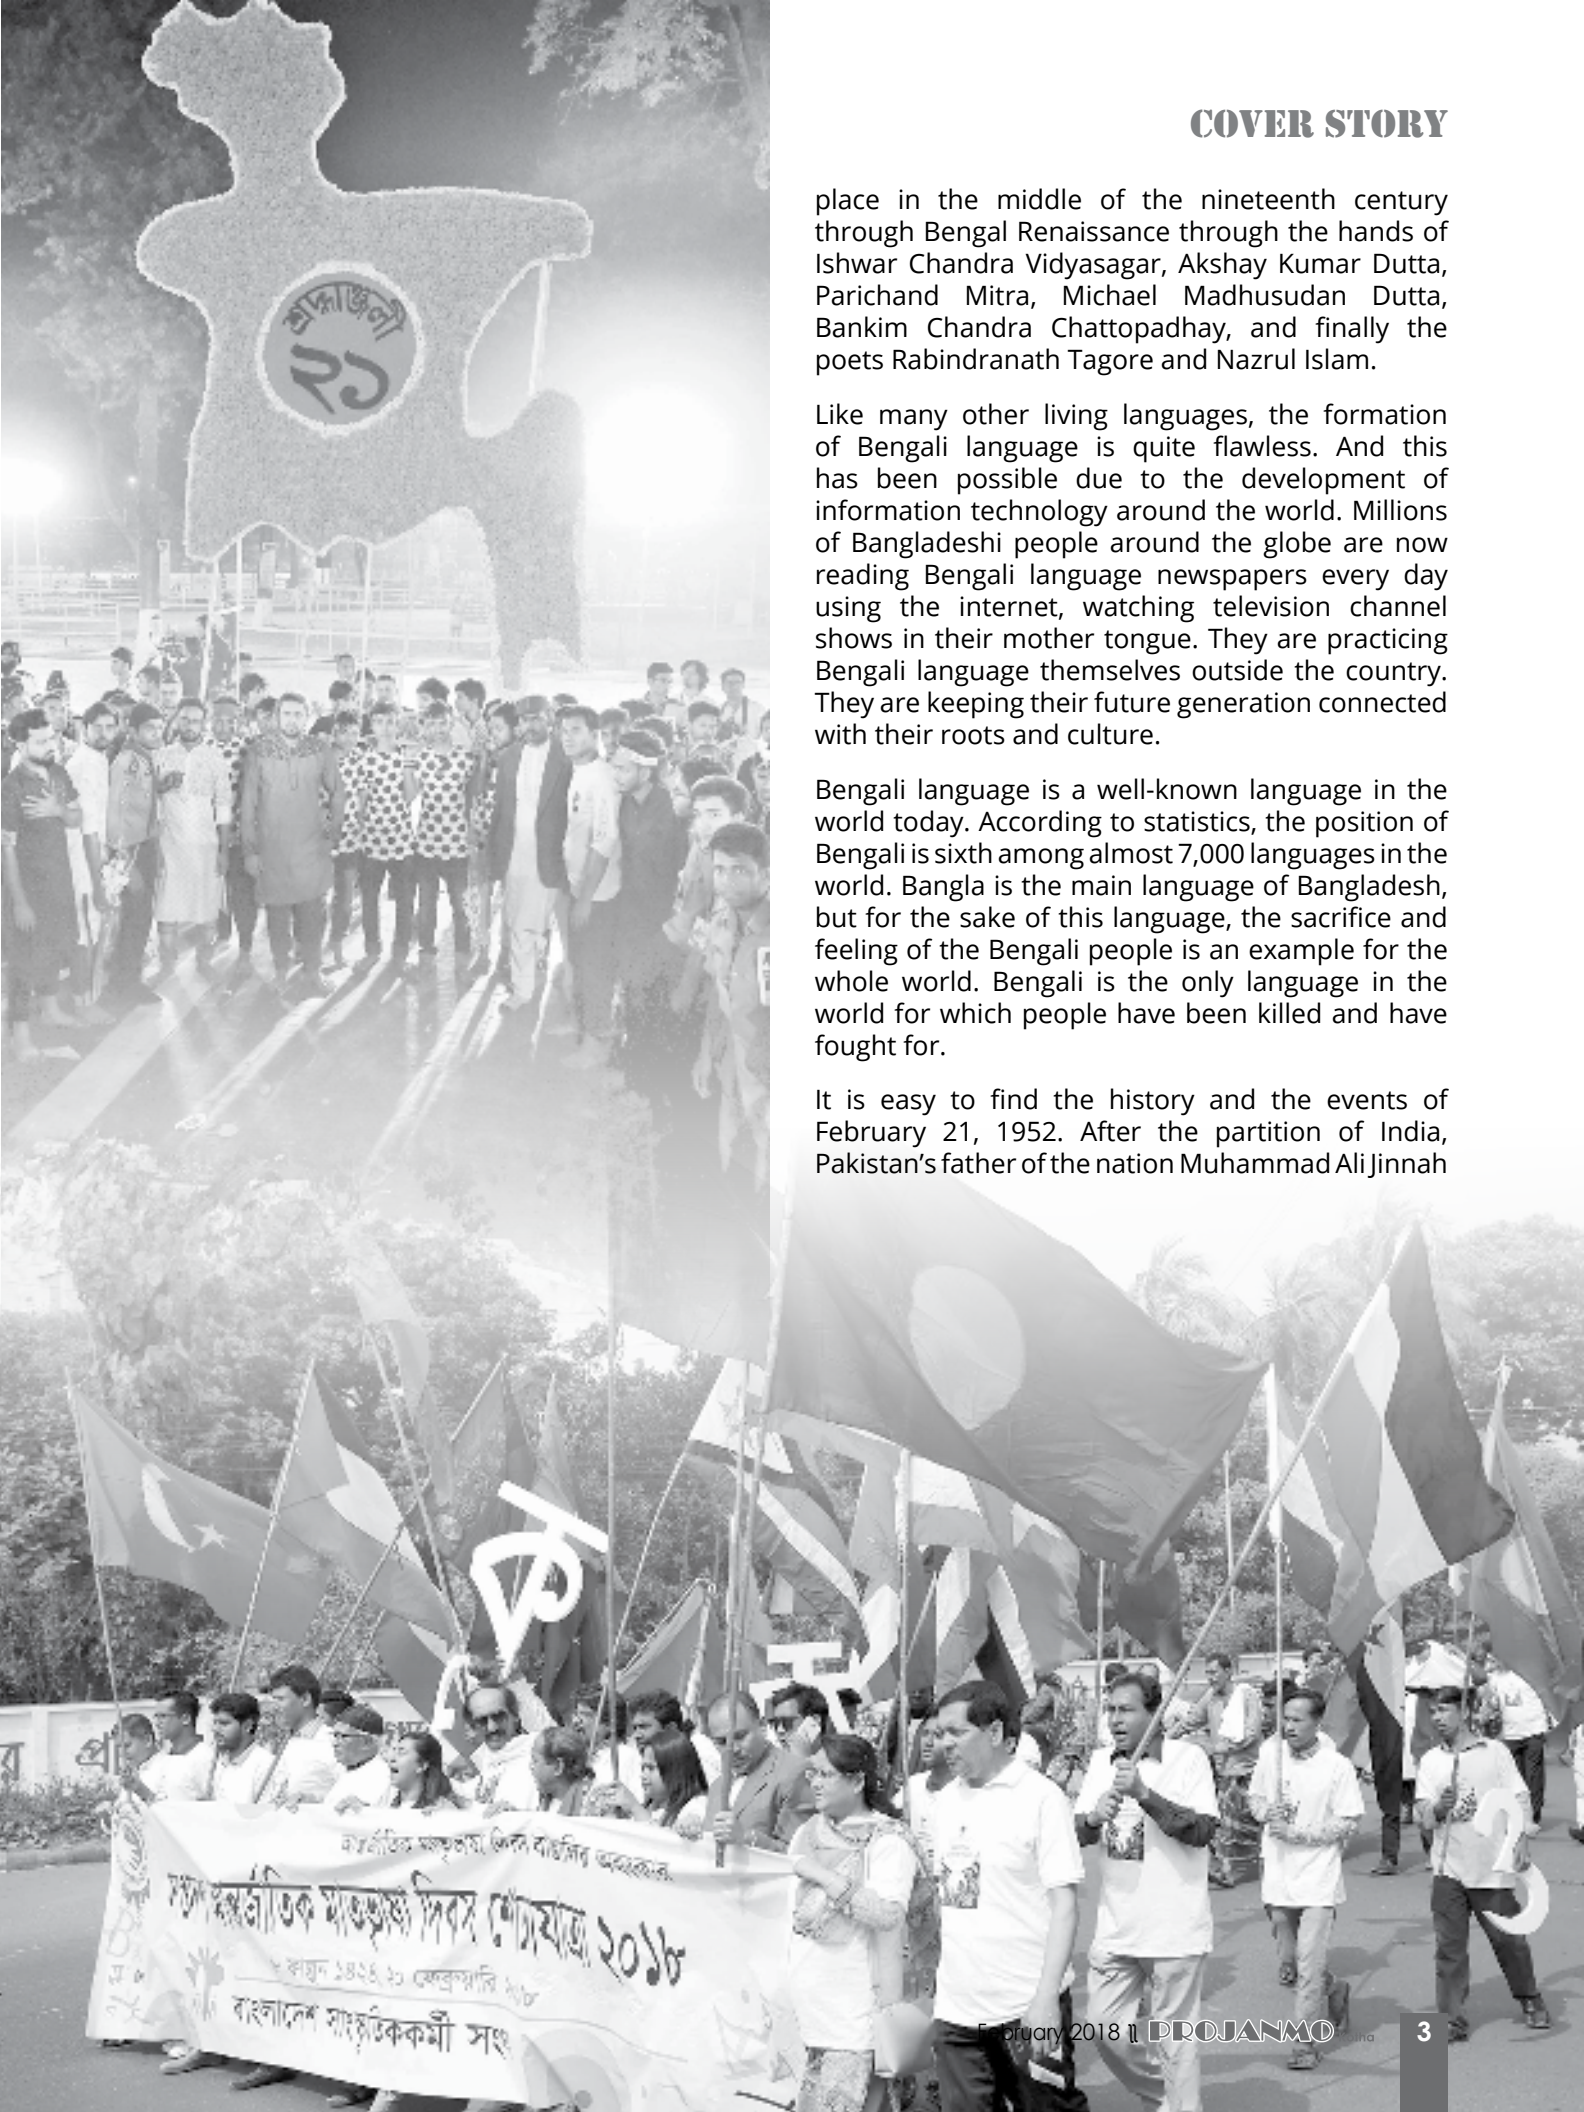 COVER STORY
place in the middle of the nineteenth century
through Bengal Renaissance through the hands of
Ishwar Chandra Vidyasagar, Akshay Kumar Dutta,
Parichand Mitra, Michael Madhusudan Dutta,
Bankim Chandra Chattopadhay, and finally the
poets Rabindranath Tagore and Nazrul Islam.
Like many other living languages, the formation
of Bengali language is quite flawless. And this
has been possible due to the development of
information technology around the world. Millions
of Bangladeshi people around the globe are now
reading Bengali language newspapers every day
using the internet, watching television channel
shows in their mother tongue. They are practicing
Bengali language themselves outside the country.
They are keeping their future generation connected
with their roots and culture.
Bengali language is a well-known language in the
world today. According to statistics, the position of
Bengali is sixth among almost 7,000 languages in the
world. Bangla is the main language of Bangladesh,
but for the sake of this language, the sacrifice and
feeling of the Bengali people is an example for the
whole world. Bengali is the only language in the
world for which people have been killed and have
fought for.
It is easy to find the history and the events of
February 21, 1952. After the partition of India,
Pakistan's father of the nation Muhammad Ali Jinnah
শ্রদ্ধাঞ্জলী
২১
ক
প্র
মাতৃভাষা দিবস শোভাযাত্রা ২০১৮
ফাল্গুন ১৪২৪, ২০ ফেব্রুয়ারি ২০১৮
বাংলাদেশ সাংস্কৃতিককর্মী সংঘ
৩
February 2018 PROJANMO
3